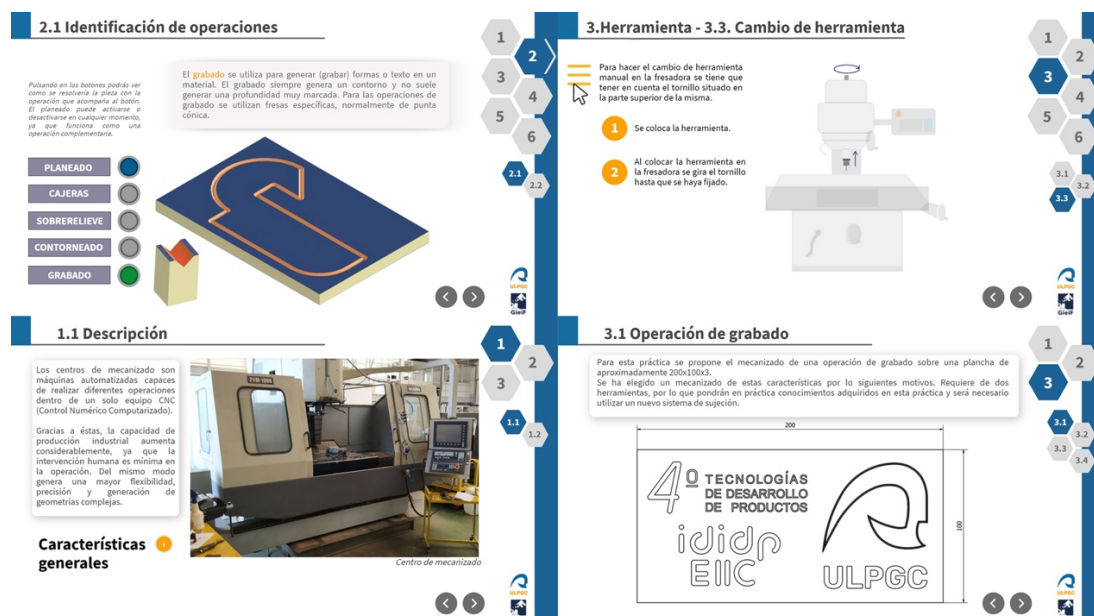 2.1 Identificación de operaciones
Pulsando en los botones podrás ver
como se resolvería la pieza con la
operación que acompaña al botón.
El planeado puede activarse o
desactivarse en cualquier momento,
ya que funciona como una
operación complementaria.
El grabado se utiliza para generar (grabar) formas o texto en un
material. El grabado siempre genera un contorno y no suele
generar una profundidad muy marcada. Para las operaciones de
grabado se utilizan fresas específicas, normalmente de punta
cónica.
PLANEADO
CAJERAS
SOBRERELIEVE
CONTORNEADO
GRABADO
1
2
3
4
5
6
2.1
2.2
ULPGC
GIeIF
3.Herramienta - 3.3. Cambio de herramienta
Para hacer el cambio de herramienta
manual en la fresadora se tiene que
tener en cuenta el tornillo situado en
la parte superior de la misma.
1 Se coloca la herramienta.
2 Al colocar la herramienta en
la fresadora se gira el tornillo
hasta que se haya fijado.
1
2
3
4
5
6
3.1
3.2
3.3
ULPGC
GIeIF
1.1 Descripción
Los centros de mecanizado son
máquinas automatizadas capaces
de realizar diferentes operaciones
dentro de un solo equipo CNC
(Control Numérico Computarizado).
Gracias a éstas, la capacidad de
producción industrial aumenta
considerablemente, ya que la
intervención humana es mínima en
la operación. Del mismo modo
genera una mayor flexibilidad,
precisión y generación de
geometrías complejas.
Características
generales
i
Centro de mecanizado
1
2
3
1.1
1.2
ULPGC
3.1 Operación de grabado
Para esta práctica se propone el mecanizado de una operación de grabado sobre una plancha de
aproximadamente 200x100x3.
Se ha elegido un mecanizado de estas características por lo siguientes motivos. Requiere de dos
herramientas, por lo que pondrán en práctica conocimientos adquiridos en esta práctica y será necesario
utilizar un nuevo sistema de sujeción.
200
100
4º TECNOLOGÍAS
DE DESARROLLO
DE PRODUCTOS
ididp
EIIC
ULPGC
1
2
3
3.1
3.2
3.3
3.4
ULPGC